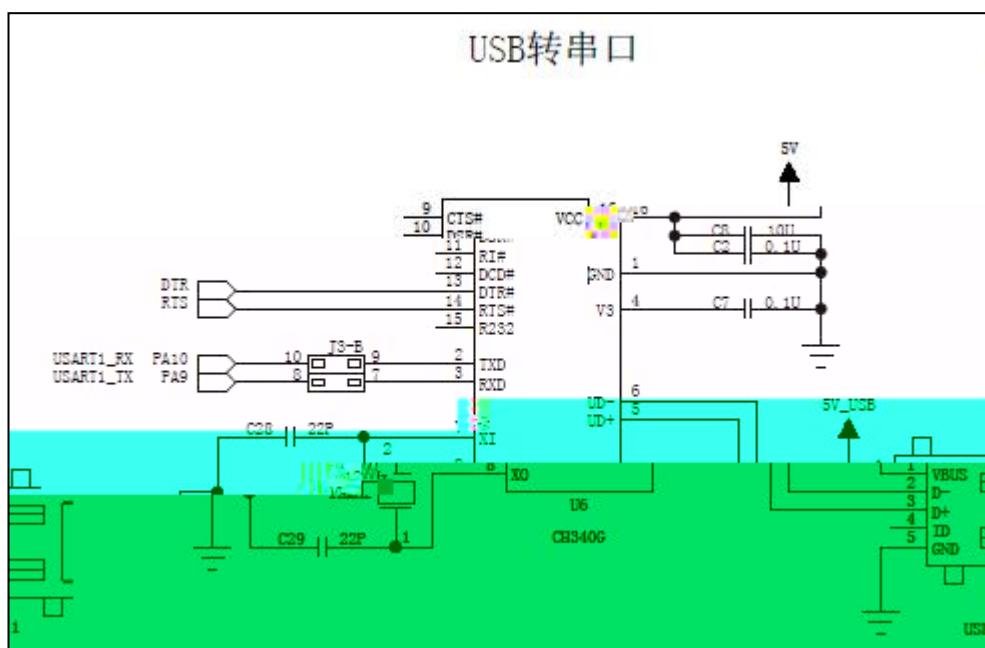 USB转串口
5V
9 CTS# VCC
10 DSR# C8 10U
11 RI# C2 0.1U
12 DCD# GND 1
DTR 13 DTR#
RTS 14 RTS# V3 4 C7 0.1U
15 R232
J3-B
USART1_RX PA10 10 9 2 TXD
USART1_TX PA9 8 7 3 RXD
UD- 6
UD+ 5 5V_USB
C28 22P XI
2
XO 1 VBUS
2 D-
U6 3 D+
4 ID
C29 22P 1 CH340G 5 GND
1